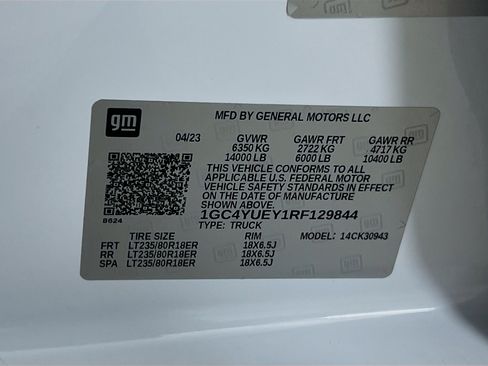 gm
MFD BY GENERAL MOTORS LLC
04/23 GVWR GAWR FRT GAWR RR
6350 KG 2722 KG 4717 KG
14000 LB 6000 LB 10400 LB
THIS VEHICLE CONFORMS TO ALL
APPLICABLE U.S. FEDERAL MOTOR
VEHICLE SAFETY STANDARDS IN EFFECT
ON THE DATE OF MANUFACTURE
SHOWN ABOVE.
1GC4YUEY1RF129844
B624 TYPE: TRUCK
TIRE SIZE RIM MODEL: 14CK30943
FRT LT235/80R18ER 18X6.5J
RR LT235/80R18ER 18X6.5J
SPA LT235/80R18ER 18X6.5J